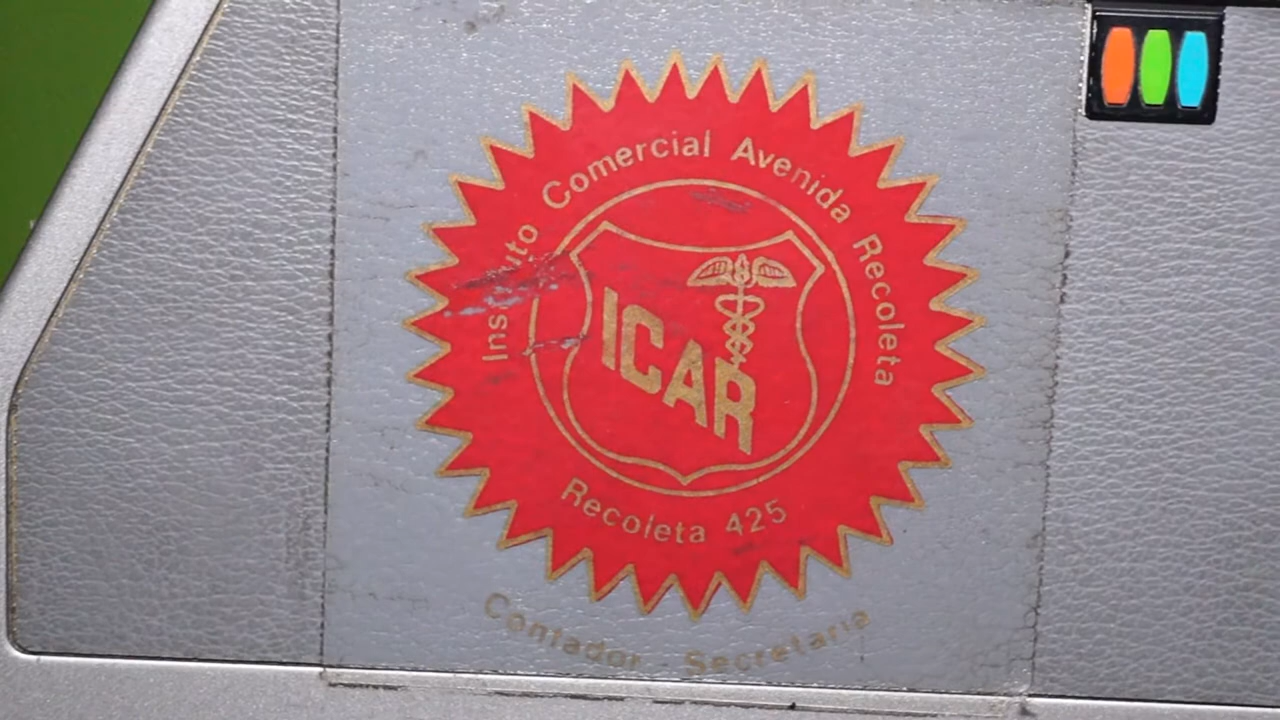 Instituto Comercial Avenida Recoleta
ICAR
Recoleta 425
Contador - Secretaria